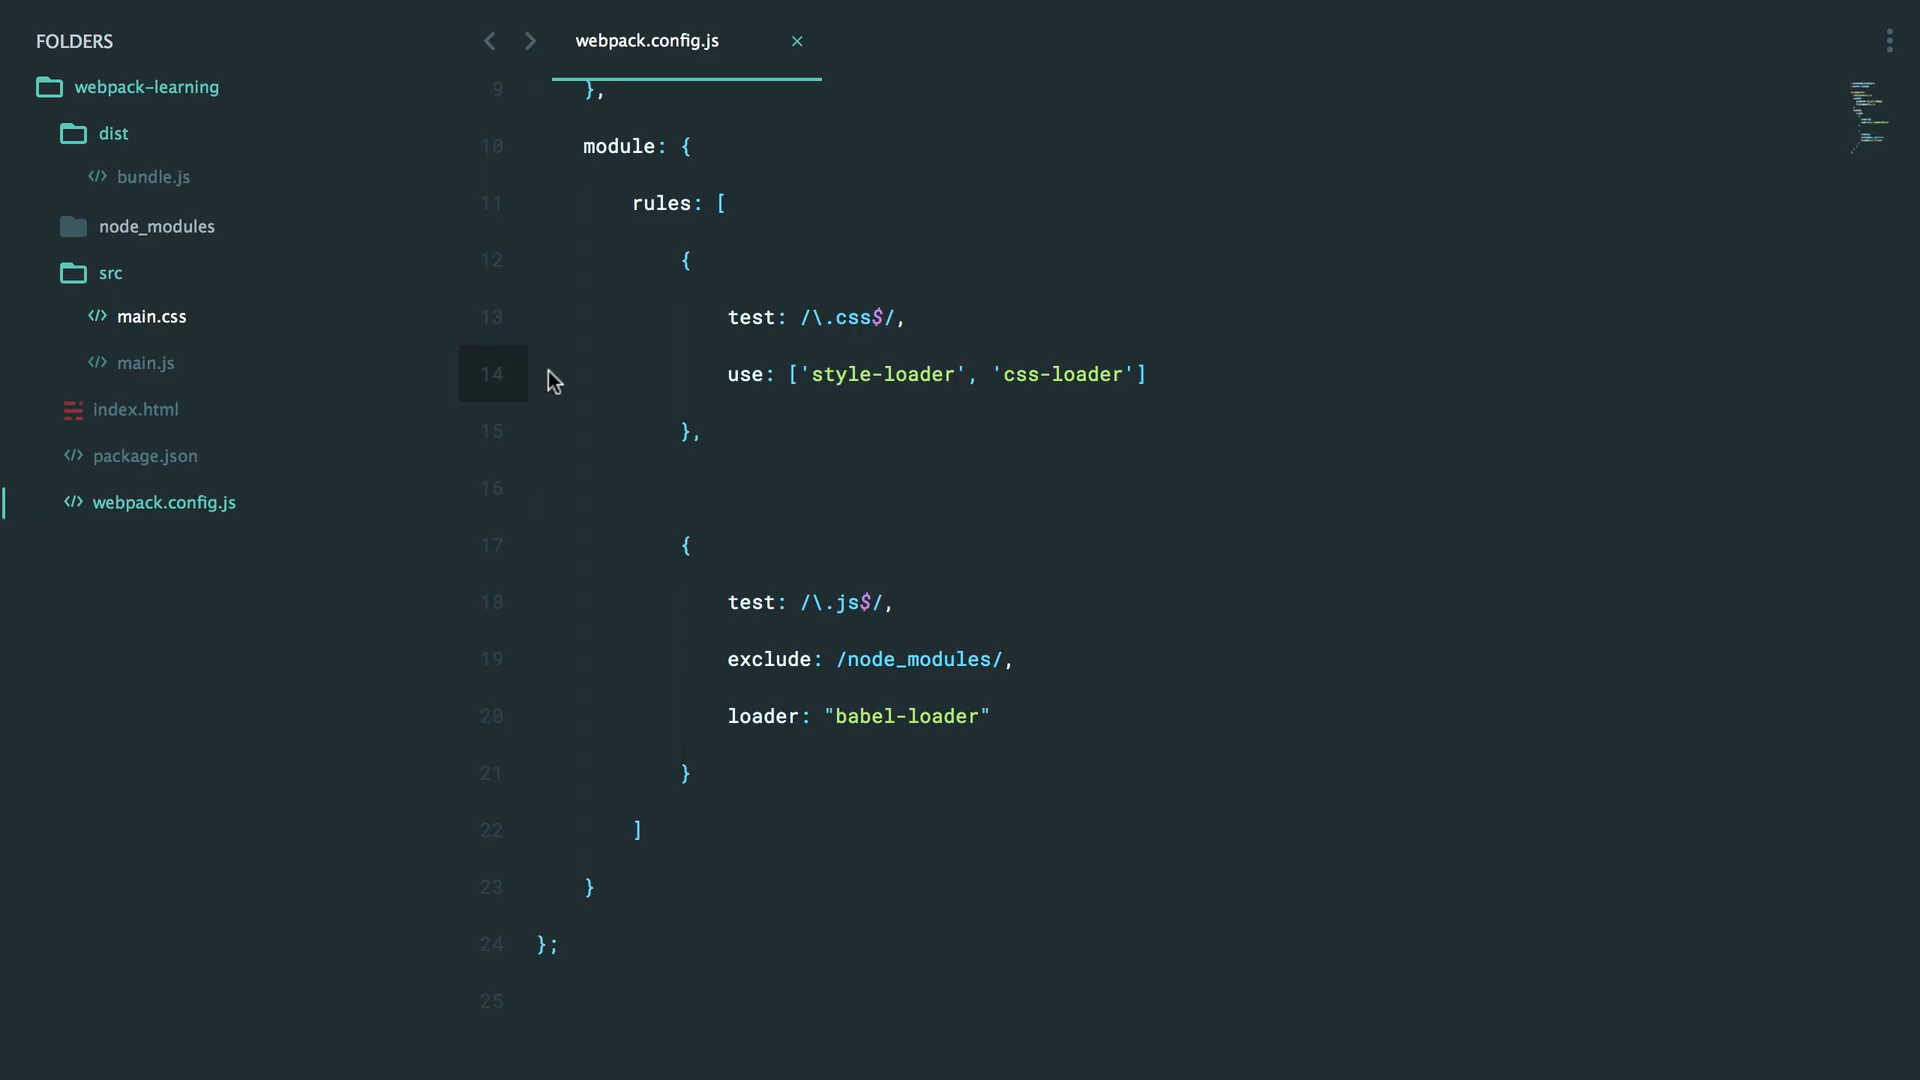 FOLDERS
webpack-learning
dist
</> bundle.js
node_modules
src
</> main.css
</> main.js
index.html
</> package.json
</> webpack.config.js
webpack.config.js ×
9 },
10 module: {
11 rules: [
12 {
13 test: /\.css$/,
14 use: ['style-loader', 'css-loader']
15 },
16
17 {
18 test: /\.js$/,
19 exclude: /node_modules/,
20 loader: "babel-loader"
21 }
22 ]
23 }
24 };
25